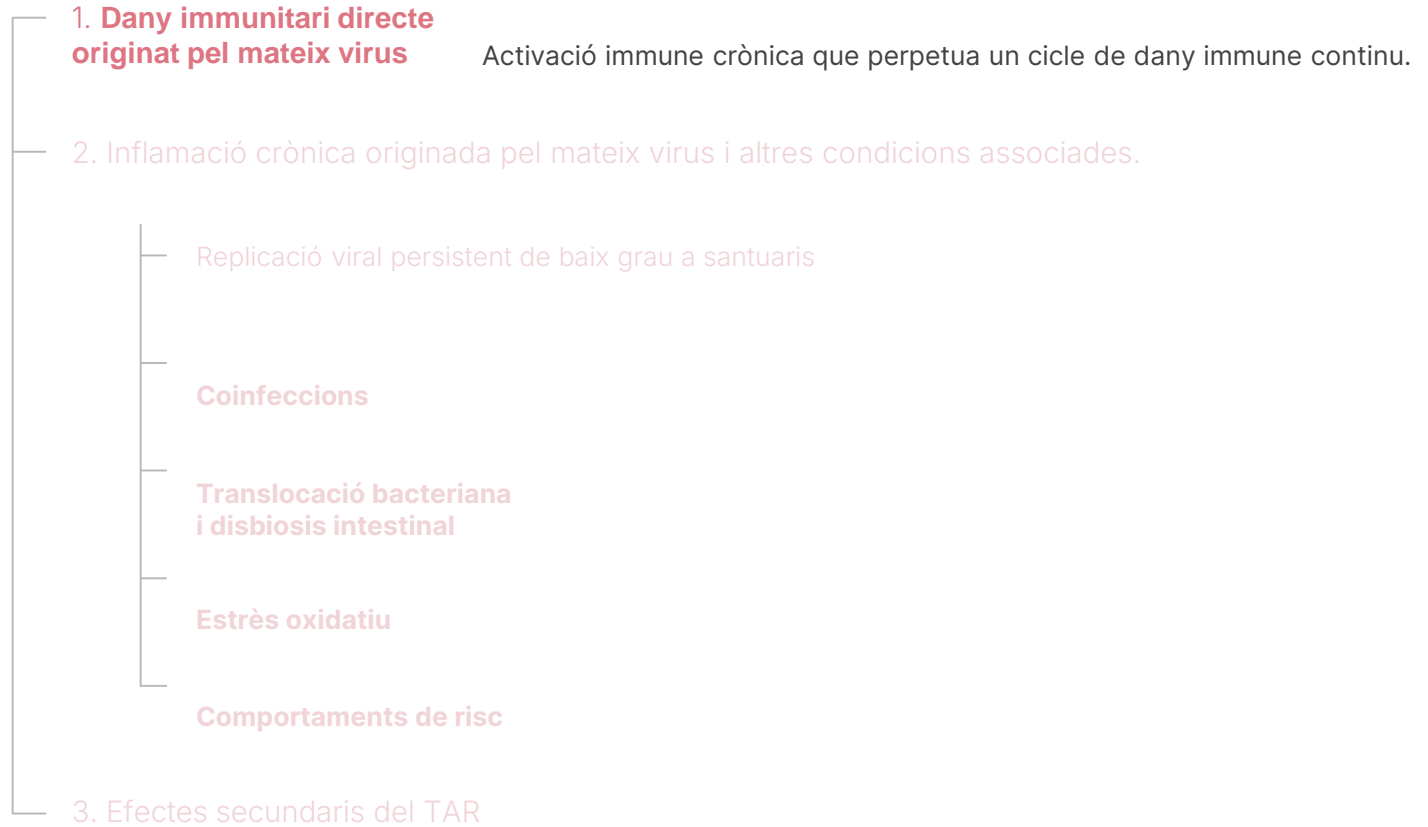 1. Dany immunitari directe
originat pel mateix virus
Activació immune crònica que perpetua un cicle de dany immune continu.
2. Inflamació crònica originada pel mateix virus i altres condicions associades.
Replicació viral persistent de baix grau a santuaris
Coinfeccions
Translocació bacteriana
i disbiosis intestinal
Estrès oxidatiu
Comportaments de risc
3. Efectes secundaris del TAR